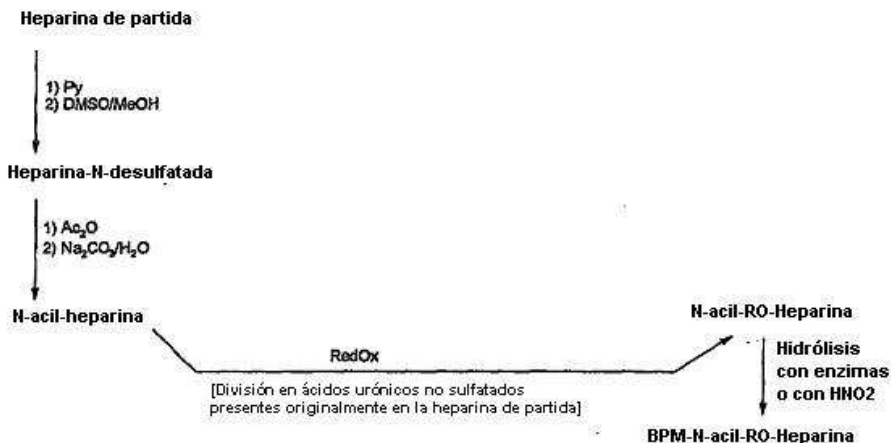 Heparina de partida
1) Py
2) DMSO/MeOH
Heparina-N-desulfatada
1) Ac₂O
2) Na₂CO₃/H₂O
N-acil-heparina
RedOx
[División en ácidos urónicos no sulfatados
presentes originalmente en la heparina de partida]
N-acil-RO-Heparina
Hidrólisis
con enzimas
o con HNO2
BPM-N-acil-RO-Heparina